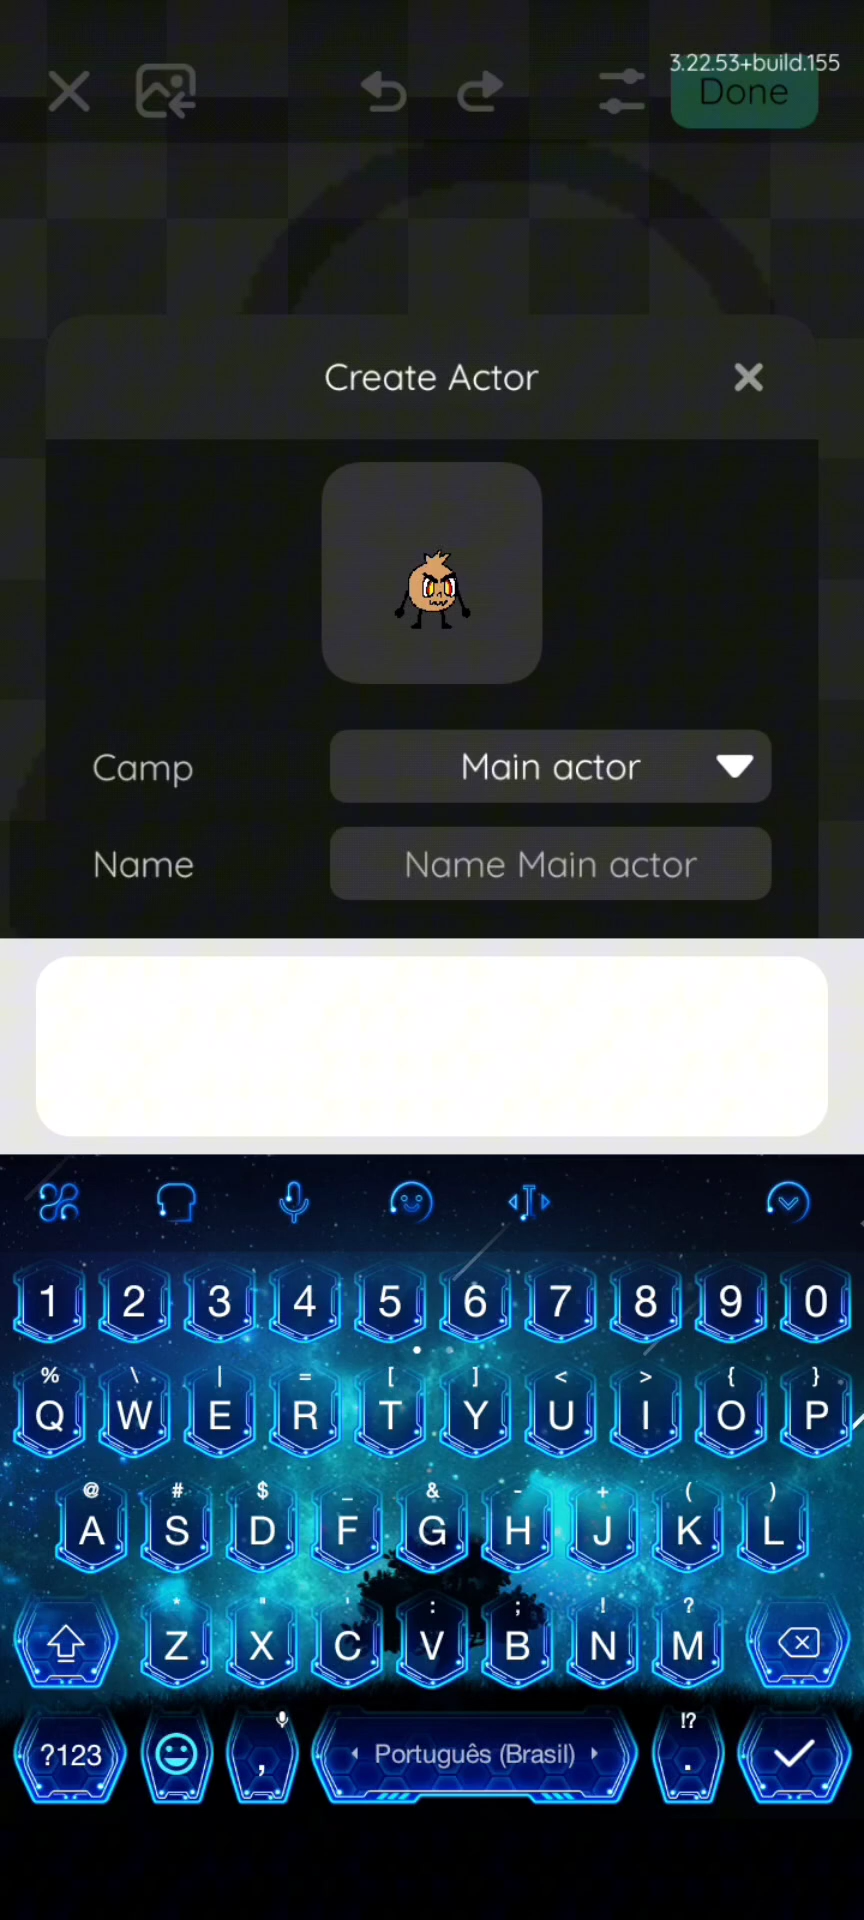 3.22.53+build.155
Done
Create Actor
Camp
Main actor
Name
Name Main actor
1 2 3 4 5 6 7 8 9 0
% \ | = [ ] < > { }
Q W E R T Y U I O P
@ # $ _ & - + ( )
A S D F G H J K L
* " ' : ; ! ?
Z X C V B N M
!?
?123 , Português (Brasil) .